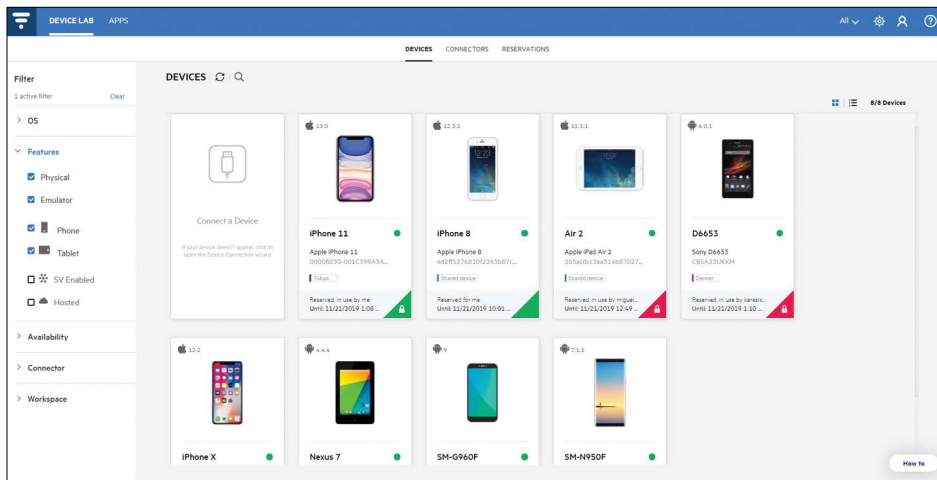 DEVICE LAB APPS All
DEVICES CONNECTORS RESERVATIONS
Filter
1 active filter Clear
> OS
Features
Physical
Emulator
Phone
Tablet
SV Enabled
Hosted
> Availability
> Connector
> Workspace
DEVICES
8/8 Devices
Connect a Device
If your device doesn't appear, click to
open the Device Connection wizard
13.0
iPhone 11
Apple iPhone 11
00008030-001C399A3A...
Tokyo
Reserved, in use by me
Until: 11/21/2019 1:08 ...
12.3.1
iPhone 8
Apple iPhone 8
ed2ff5276810f2265b87c...
Shared device
Reserved for me
Until: 11/21/2019 10:01 ...
11.3.1
Air 2
Apple iPad Air 2
265acdcc3ea314b87027...
Shared device
Reserved, in use by miguel...
Until: 11/21/2019 12:49 ...
6.0.1
D6653
Sony D6653
CB5A23UKKM
Denver
Reserved, in use by karasik...
Until: 11/21/2019 1:10 ...
12.2
iPhone X
4.4.4
Nexus 7
9
SM-G960F
7.1.1
SM-N950F
How to